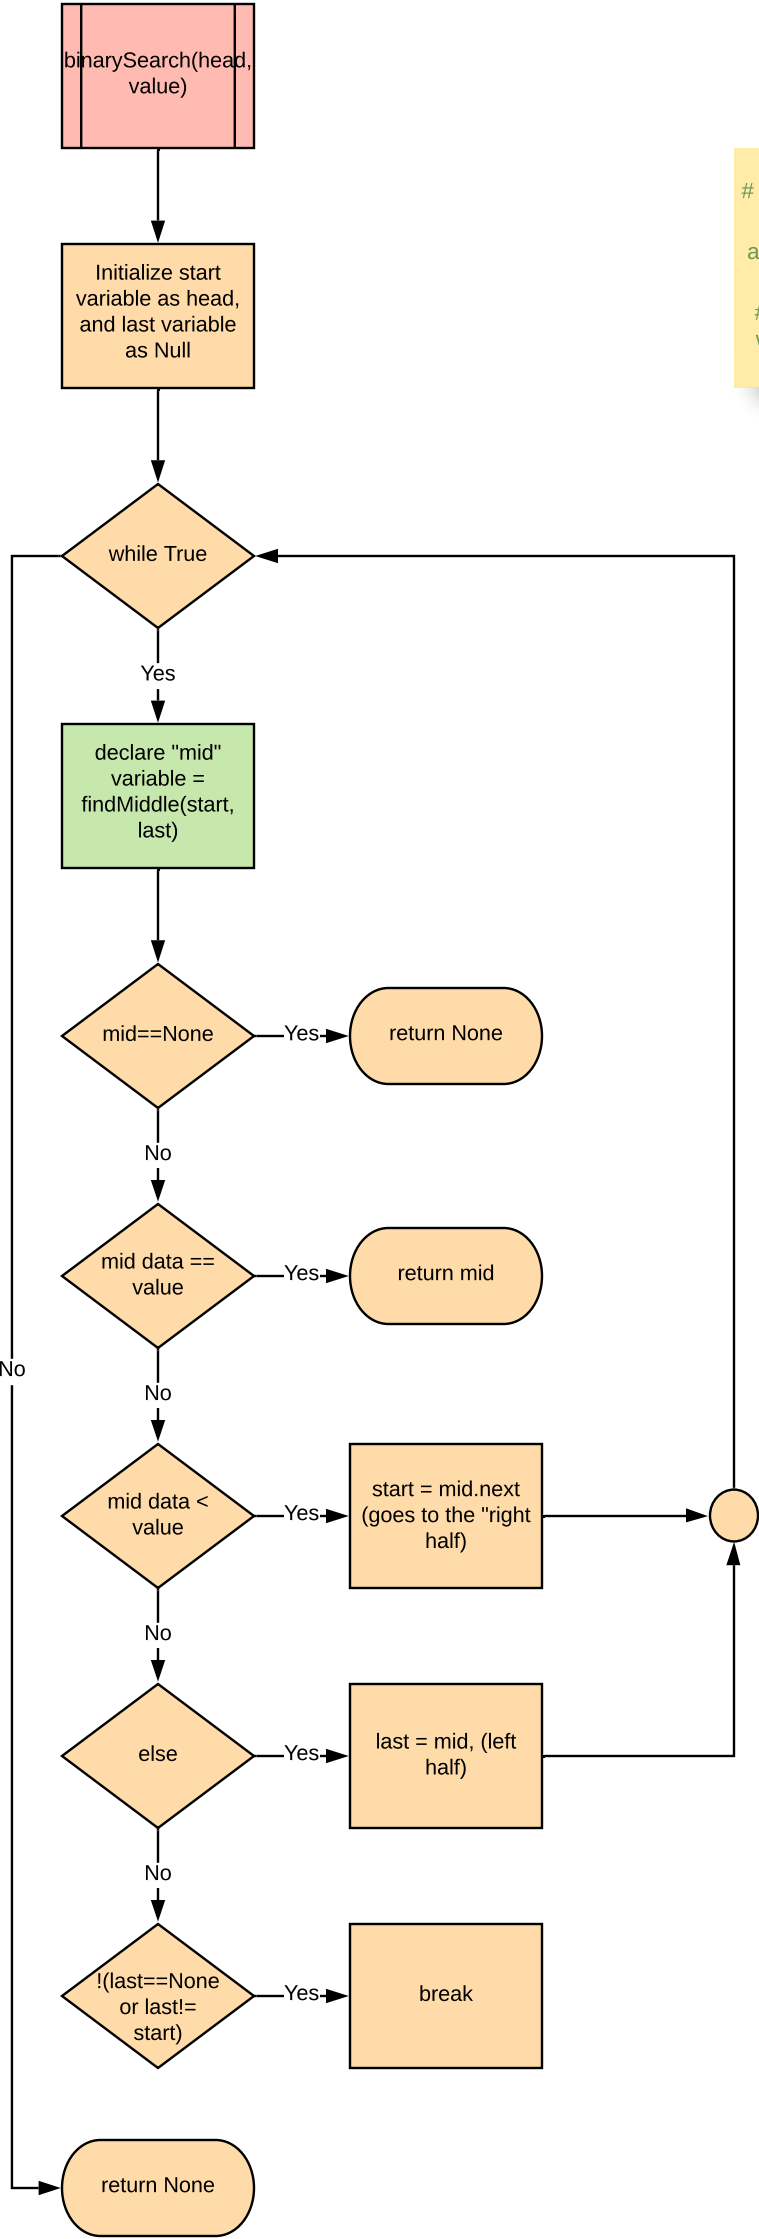 binarySearch(head,
value)
#
a
#
Initialize start
variable as head,
and last variable
as Null
while True
Yes
declare "mid"
variable =
findMiddle(start,
last)
mid==None
Yes
return None
No
mid data ==
value
Yes
return mid
No
No
mid data <
value
Yes
start = mid.next
(goes to the "right
half)
No
else
Yes
last = mid, (left
half)
No
!(last==None
or last!=
start)
Yes
break
return None